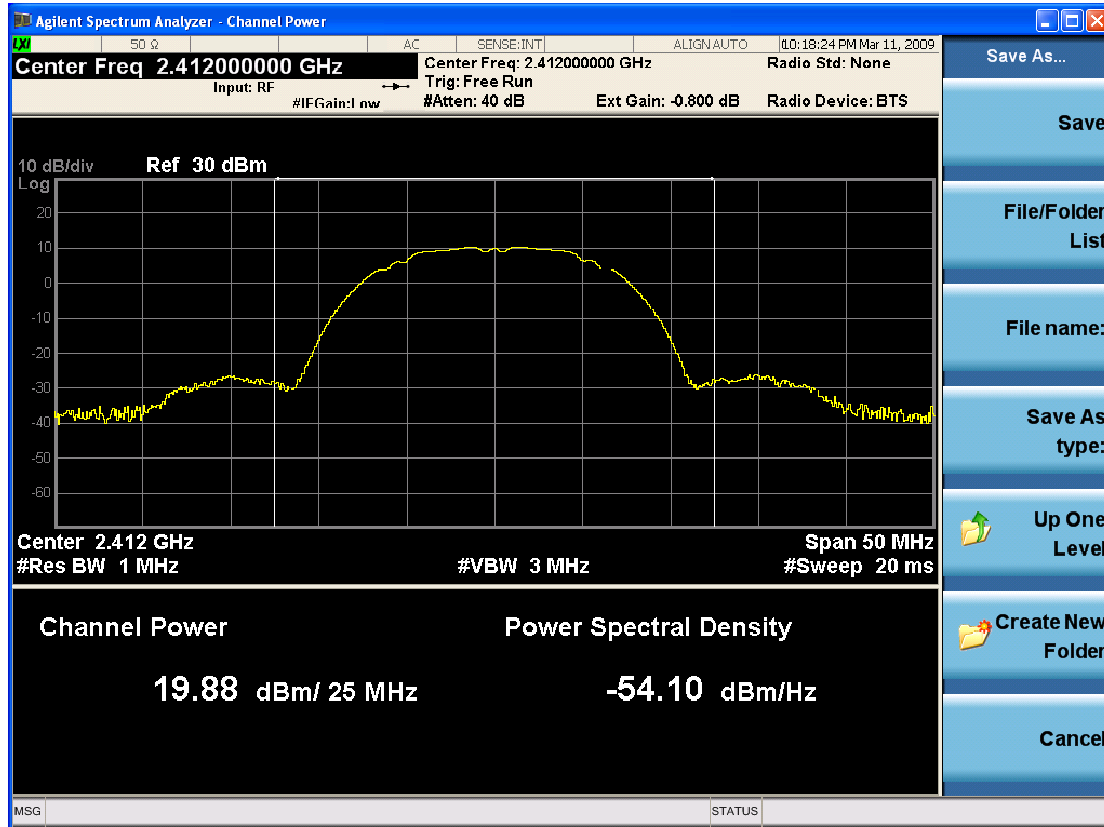 Agilent Spectrum Analyzer - Channel Power
LXI 50 Ω AC SENSE:INT ALIGN AUTO 10:18:24 PM Mar 11, 2009
Center Freq 2.412000000 GHz
Input: RF
#IFGain:Low
Center Freq: 2.412000000 GHz
Trig: Free Run
#Atten: 40 dB
Ext Gain: -0.800 dB
Radio Std: None
Radio Device: BTS
10 dB/div
Log
Ref 30 dBm
20
10
0
-10
-20
-30
-40
-50
-60
Center 2.412 GHz
Span 50 MHz
#Res BW 1 MHz
#VBW 3 MHz
#Sweep 20 ms
Channel Power
Power Spectral Density
19.88 dBm/ 25 MHz
-54.10 dBm/Hz
MSG
STATUS
Save As...
Save
File/Folder
List
File name:
Save As
type:
Up One
Level
Create New
Folder
Cancel